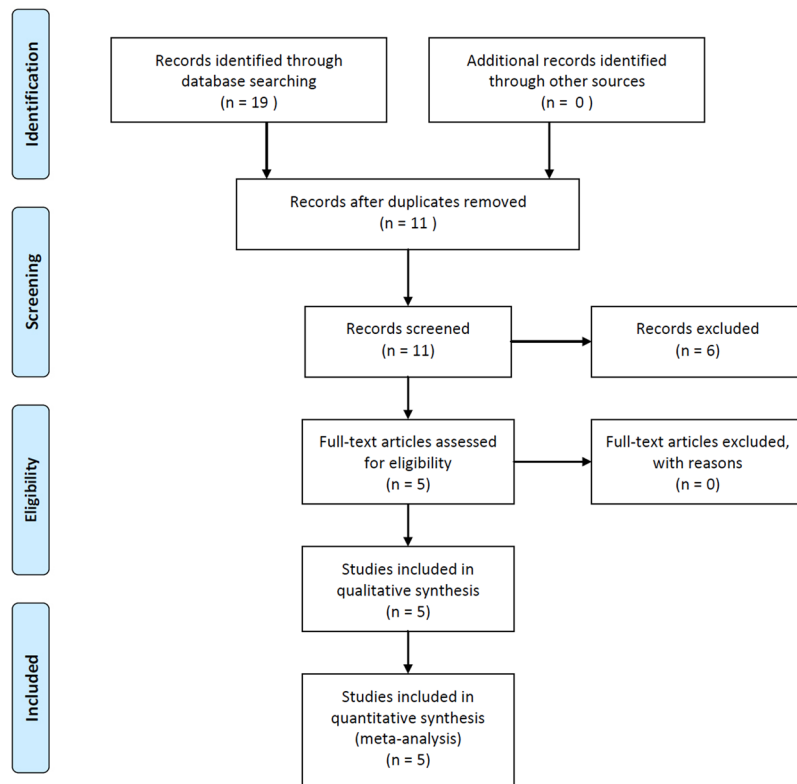 Identification
Records identified through
database searching
(n = 19 )
Additional records identified
through other sources
(n = 0 )
Records after duplicates removed
(n = 11 )
Screening
Records screened
(n = 11)
Records excluded
(n = 6)
Eligibility
Full-text articles assessed
for eligibility
(n = 5)
Full-text articles excluded,
with reasons
(n = 0)
Studies included in
qualitative synthesis
(n = 5)
Included
Studies included in
quantitative synthesis
(meta-analysis)
(n = 5)